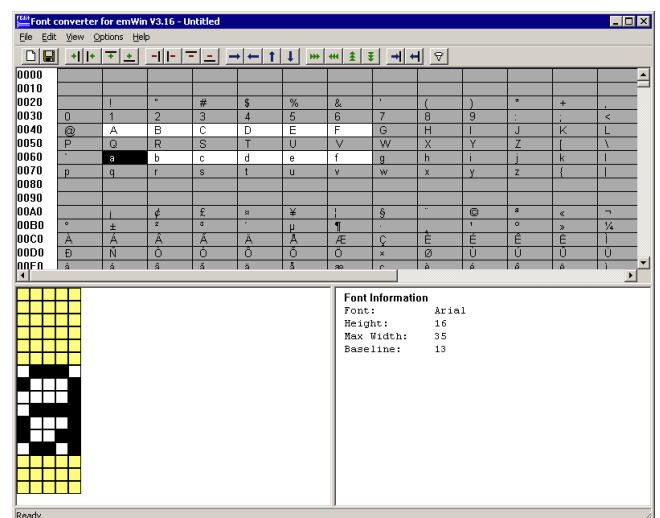 Font converter for emWin V3.16 - Untitled
File Edit View Options Help
0000
0010
0020 ! " # $ % & ' ( ) * + ,
0030 0 1 2 3 4 5 6 7 8 9 : ; <
0040 @ A B C D E F G H I J K L
0050 P Q R S T U V W X Y Z [ \
0060 ` a b c d e f g h i j k l
0070 p q r s t u v w x y z { |
0080
0090
00A0 ¡ ¢ £ ¤ ¥ ¦ § ¨ © ª « ¬
00B0 ° ± ² ³ ´ µ ¶ · ¸ ¹ º » ¼
00C0 À Á Â Ã Ä Å Æ Ç È É Ê Ë Ì
00D0 Ð Ñ Ò Ó Ô Õ Ö × Ø Ù Ú Û Ü
00E0
Font Information
Font: Arial
Height: 16
Max Width: 35
Baseline: 13
Ready